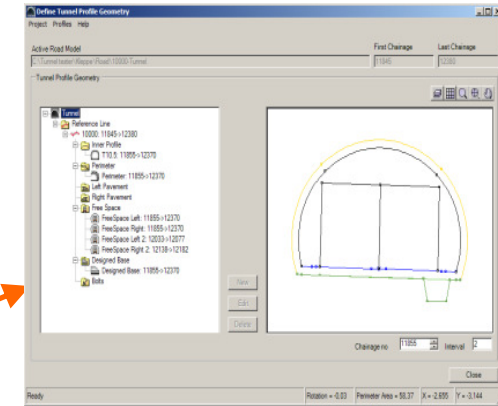 Define Tunnel Profile Geometry
Project Profiles Help
Active Road Model
First Chainage
Last Chainage
11845
12380
Tunnel Profile Geometry
Tunnel
Reference Line
10000: 11845->12380
Inner Profile
T10.5: 11855->12370
Perimeter
Perimeter: 11855->12370
Left Pavement
Right Pavement
Free Space
FreeSpace Left: 11855->12370
FreeSpace Right: 11855->12370
FreeSpace Left 2: 12033->12077
FreeSpace Right 2: 12138->12182
Designed Base
Designed Base: 11855->12370
Bolts
New
Edit
Delete
Chainage no. 11855 Interval 2
Close
Ready Rotation = -0,03 Perimeter Area = 58,37 X = -2.655 Y = -3.144